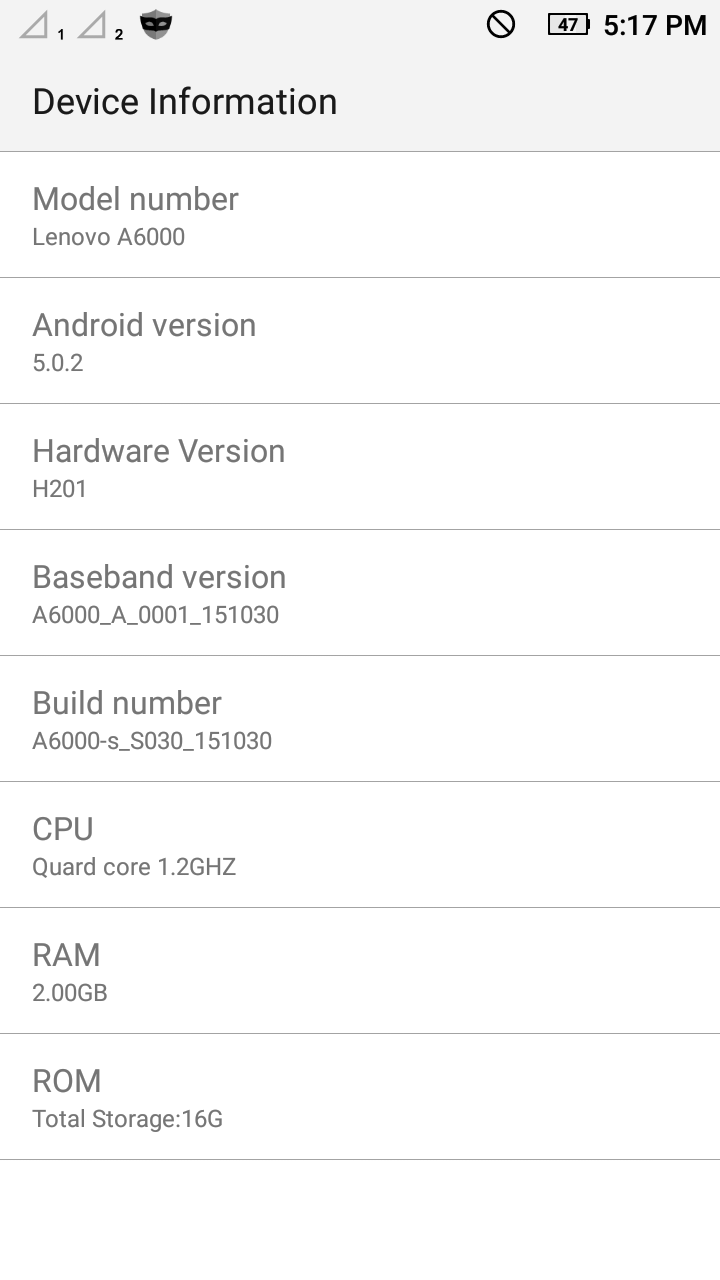 1 2 47 5:17 PM
Device Information
Model number
Lenovo A6000
Android version
5.0.2
Hardware Version
H201
Baseband version
A6000_A_0001_151030
Build number
A6000-s_S030_151030
CPU
Quard core 1.2GHZ
RAM
2.00GB
ROM
Total Storage:16G